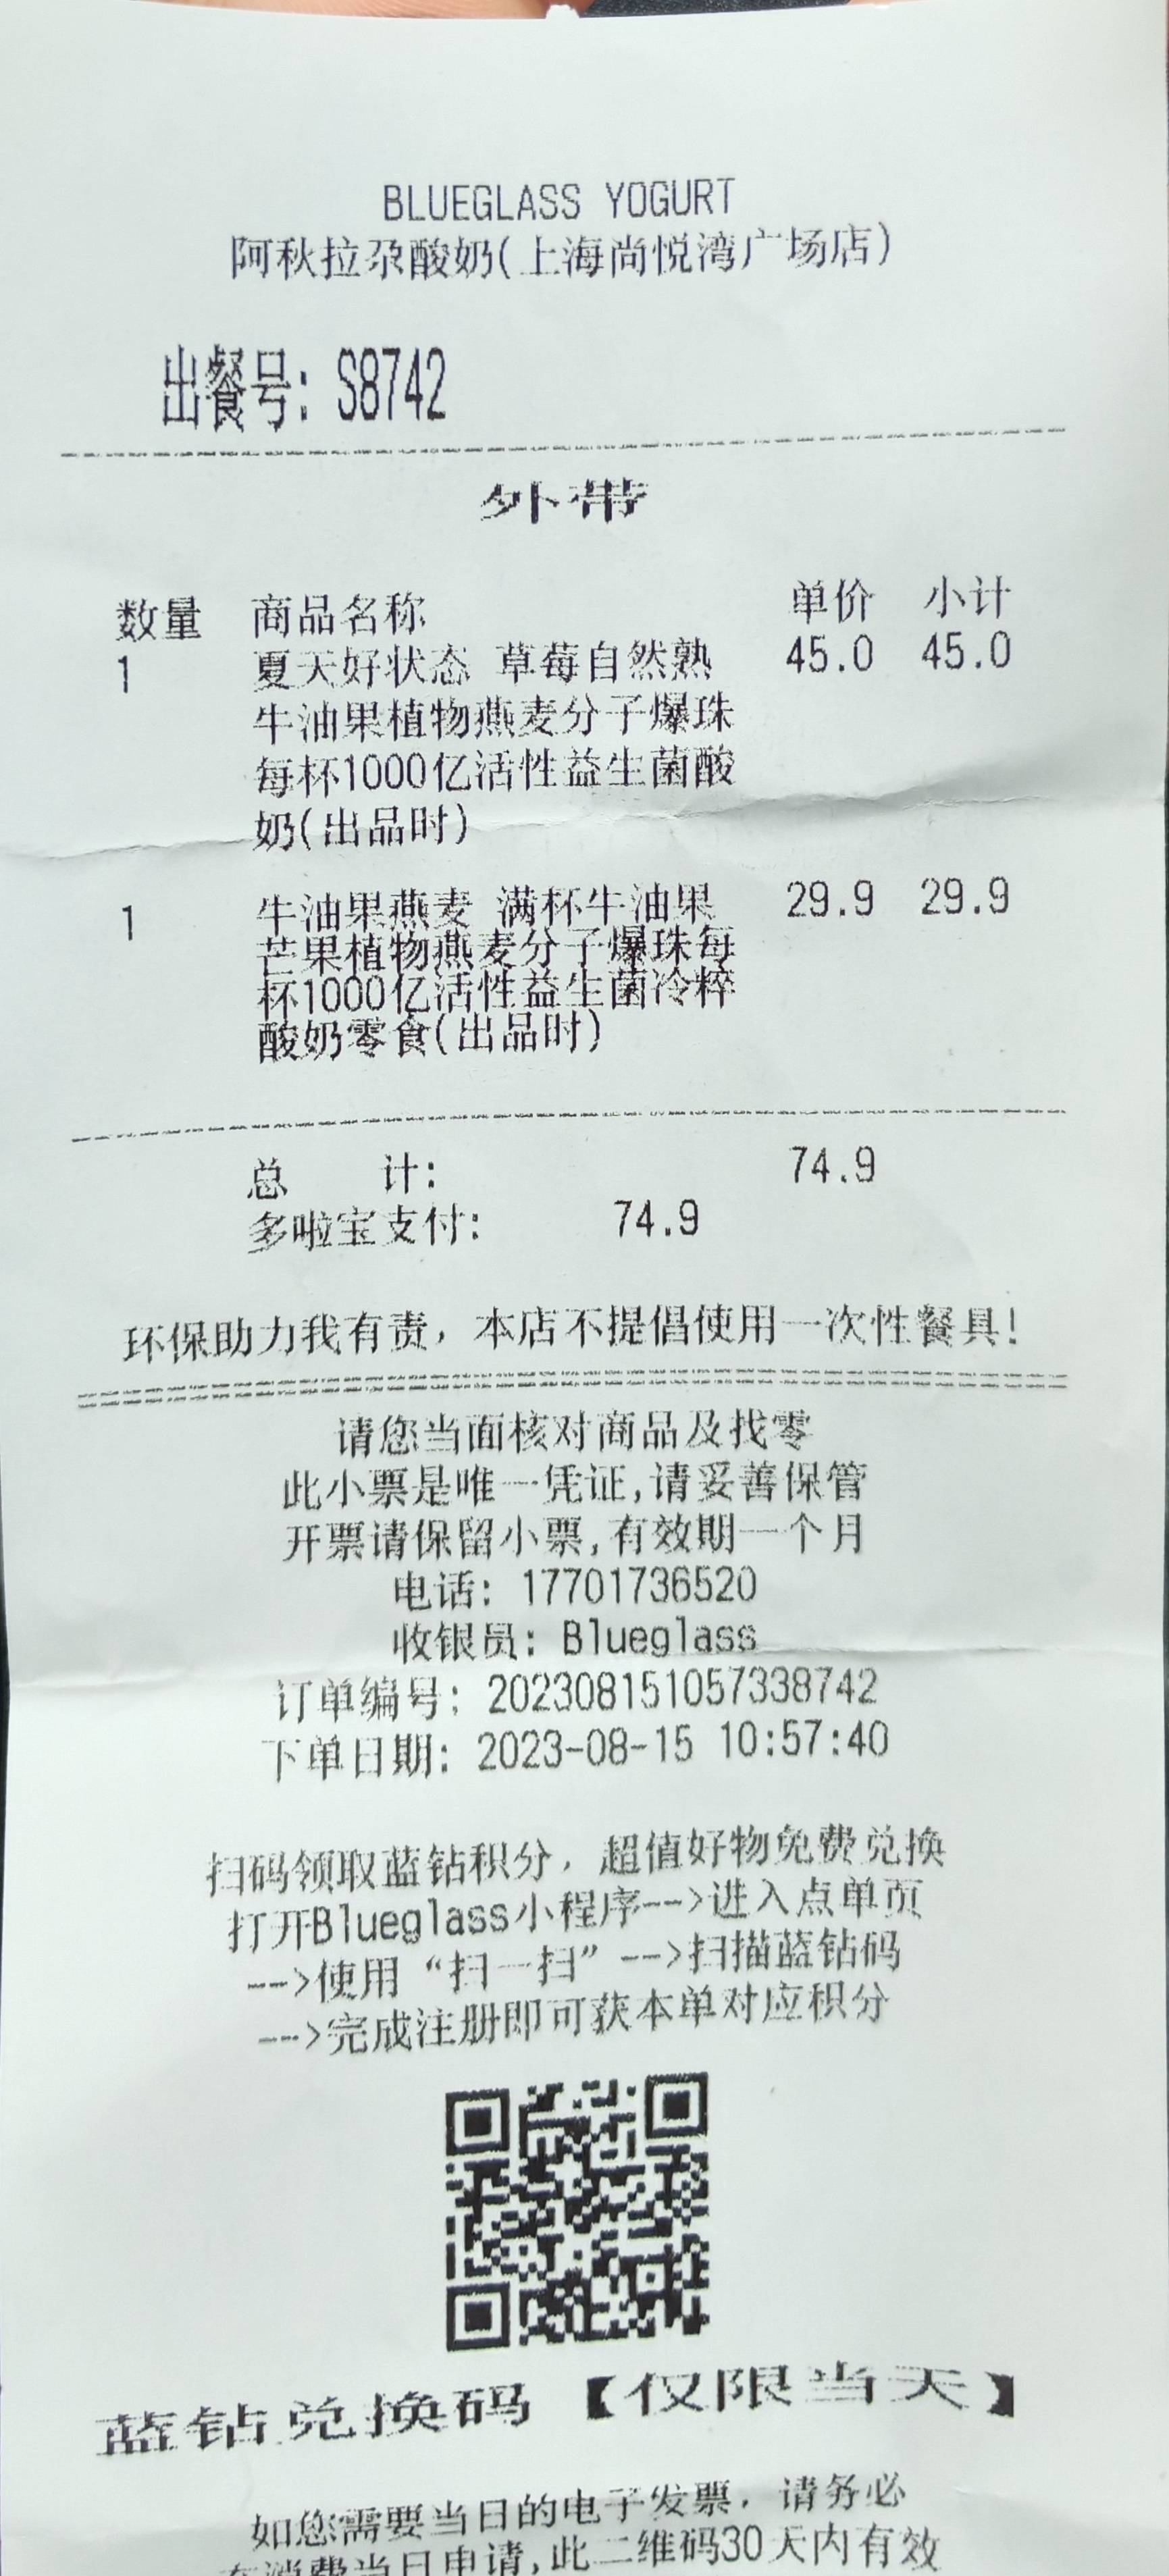 BLUEGLASS YOGURT
阿秋拉尕酸奶(上海尚悦湾广场店)
出餐号: S8742
外带
数量 商品名称 单价 小计
1 夏天好状态 草莓自然熟 45.0 45.0
牛油果植物燕麦分子爆珠
每杯1000亿活性益生菌酸
奶(出品时)
1 牛油果燕麦 满杯牛油果 29.9 29.9
芒果植物燕麦分子爆珠每
杯1000亿活性益生菌冷粹
酸奶零食(出品时)
总 计: 74.9
多啦宝支付: 74.9
环保助力我有责，本店不提倡使用一次性餐具!
请您当面核对商品及找零
此小票是唯一凭证,请妥善保管
开票请保留小票,有效期一个月
电话: 17701736520
收银员: Blueglass
订单编号: 202308151057338742
下单日期: 2023-08-15 10:57:40
扫码领取蓝钻积分，超值好物免费兑换
打开Blueglass小程序-->进入点单页
-->使用“扫一扫”-->扫描蓝钻码
-->完成注册即可获本单对应积分
蓝钻兑换码【仅限当天】
如您需要当日的电子发票，请务必
在消费当日申请,此二维码30天内有效